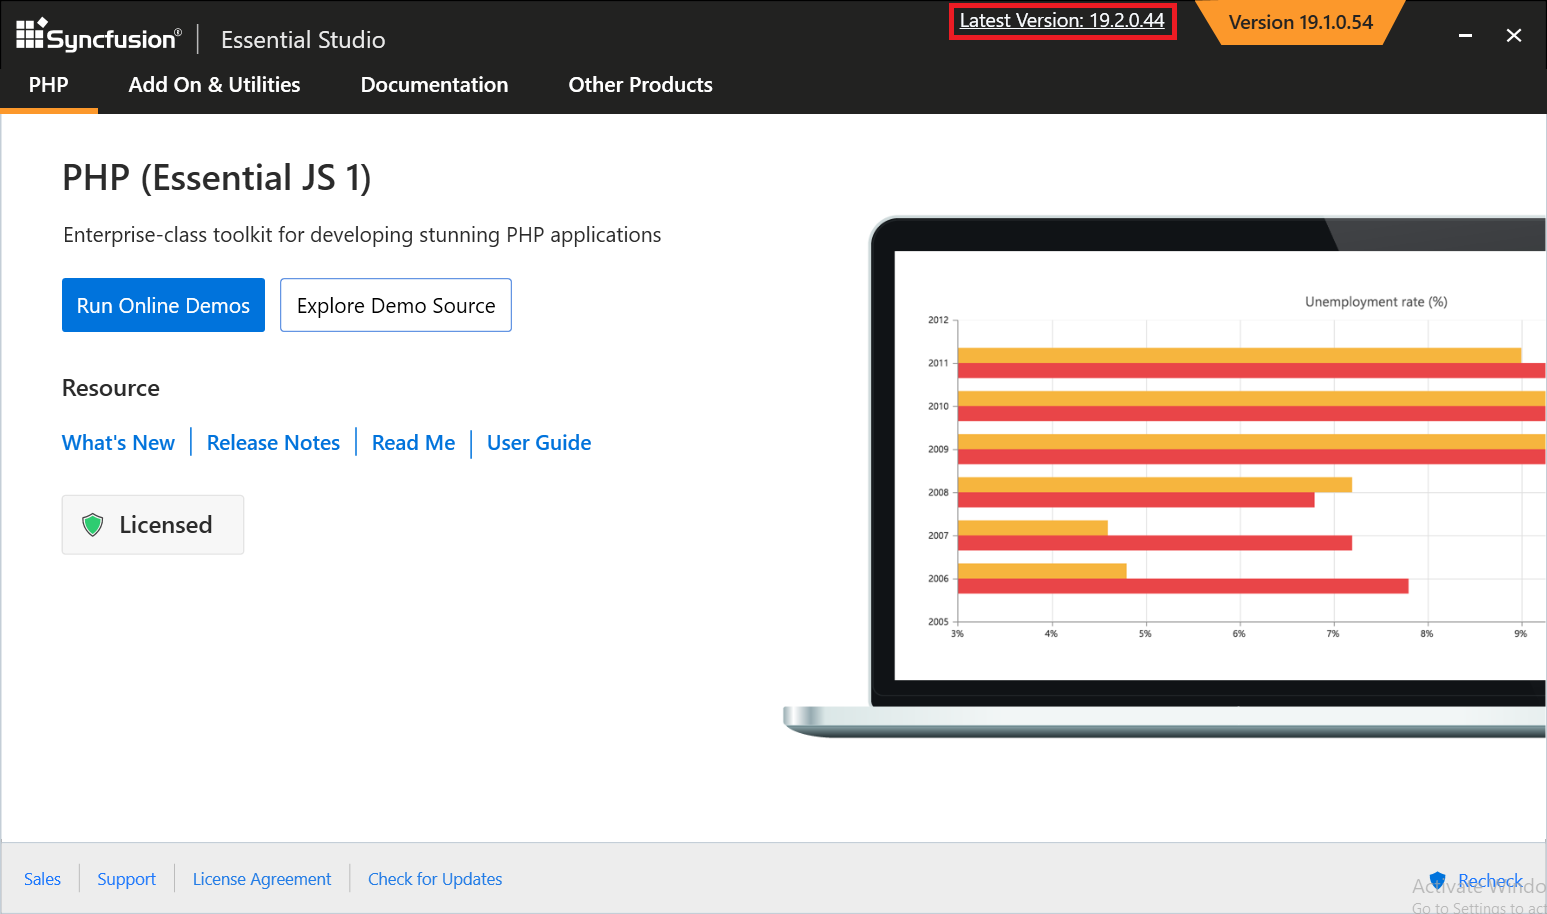 Syncfusion® Essential Studio
Latest Version: 19.2.0.44
Version 19.1.0.54
PHP
Add On & Utilities
Documentation
Other Products
PHP (Essential JS 1)
Enterprise-class toolkit for developing stunning PHP applications
Run Online Demos
Explore Demo Source
Resource
What's New
Release Notes
Read Me
User Guide
Licensed
Unemployment rate (%)
2012
2011
2010
2009
2008
2007
2006
2005
3% 4% 5% 6% 7% 8% 9%
Sales
Support
License Agreement
Check for Updates
Recheck
Activate Windo
Go to Settings to act